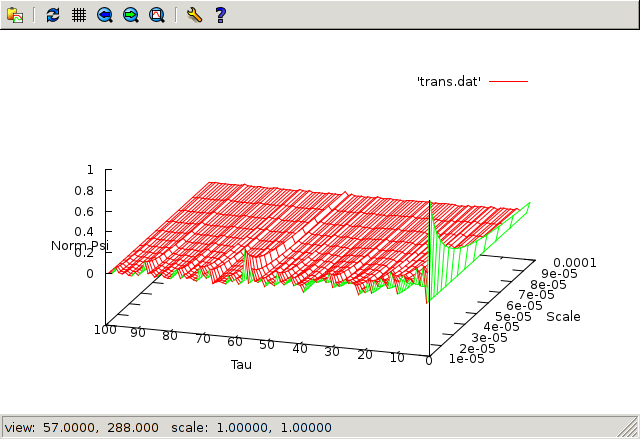 ?
'trans.dat'
1
0.8
0.6
0.4
0.2
0
Norm Psi
100
90
80
70
60
50
40
30
20
10
0
Tau
0.0001
9e-05
8e-05
7e-05
6e-05
5e-05
4e-05
3e-05
2e-05
1e-05
Scale
view: 57.0000, 288.000 scale: 1.00000, 1.00000